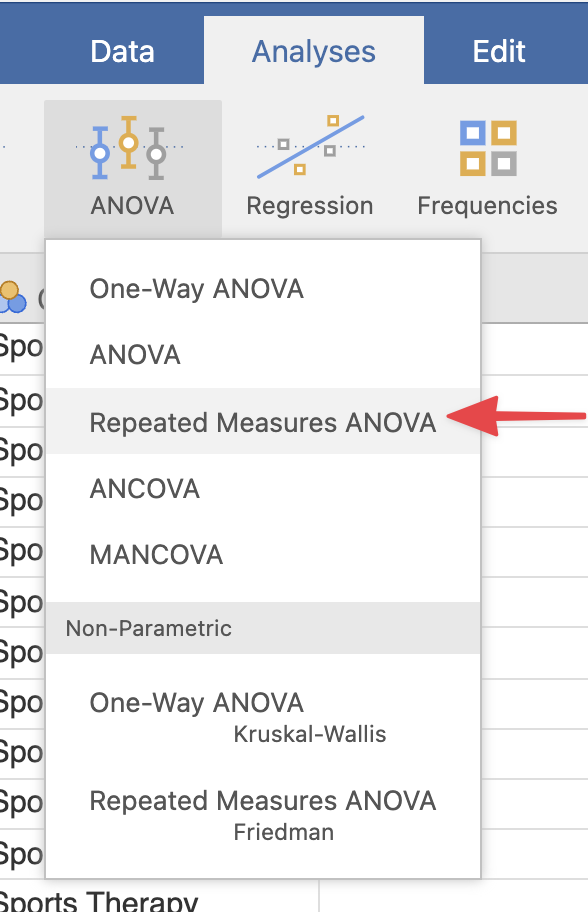 Data Analyses Edit
ANOVA Regression Frequencies
One-Way ANOVA
Spo
ANOVA
Spo
Repeated Measures ANOVA
Spo
ANCOVA
Spo
Spo
MANCOVA
Spo
Non-Parametric
Spo
One-Way ANOVA
Spo
Kruskal-Wallis
Spo
Repeated Measures ANOVA
Spo
Friedman
Spo
Sports Therapy